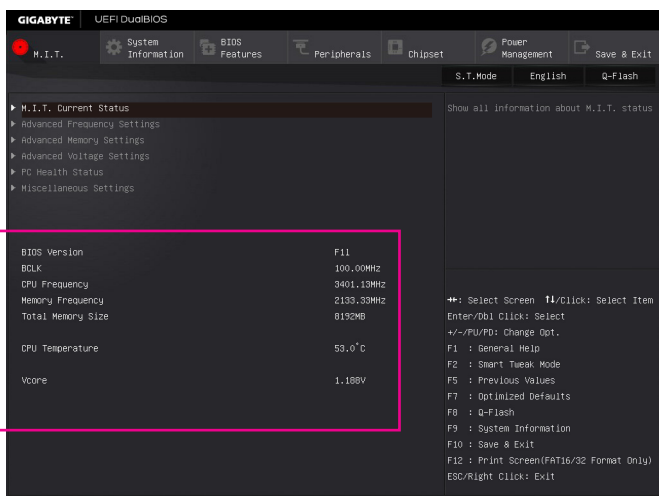 GIGABYTE™ UEFI DualBIOS
M.I.T.
System Information
BIOS Features
Peripherals
Chipset
Power Management
Save & Exit
S.T.Mode English Q-Flash
M.I.T. Current Status
Show all information about M.I.T. status
Advanced Frequency Settings
Advanced Memory Settings
Advanced Voltage Settings
PC Health Status
Miscellaneous Settings
BIOS Version F11
BCLK 100.00MHz
CPU Frequency 3401.13MHz
Memory Frequency 2133.33MHz
Total Memory Size 8192MB
CPU Temperature 53.0°C
Vcore 1.188V
→←: Select Screen ↑↓/Click: Select Item
Enter/Dbl Click: Select
+/-/PU/PD: Change Opt.
F1 : General Help
F2 : Smart Tweak Mode
F5 : Previous Values
F7 : Optimized Defaults
F8 : Q-Flash
F9 : System Information
F10 : Save & Exit
F12 : Print Screen(FAT16/32 Format Only)
ESC/Right Click: Exit